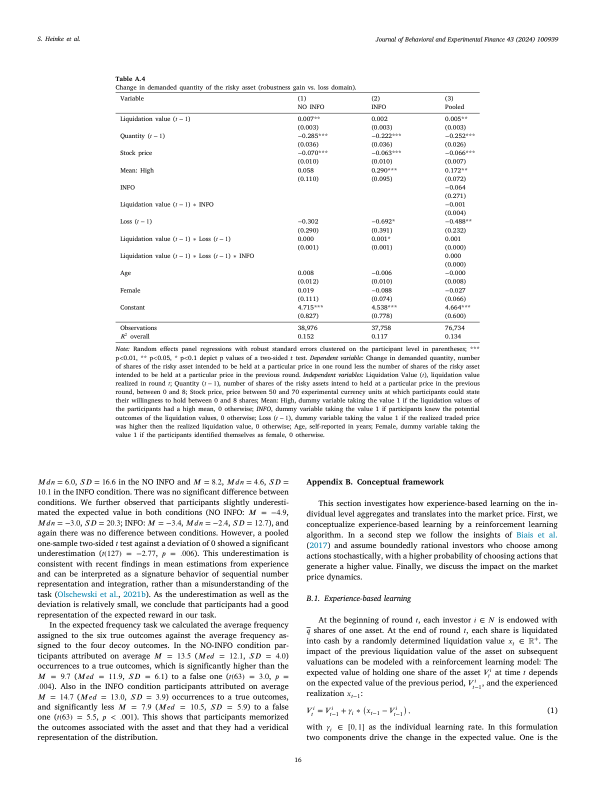 S. Heinke et al.
Journal of Behavioral and Experimental Finance 43 (2024) 100939
Table A.4
Change in demanded quantity of the risky asset (robustness gain vs. loss domain).
Variable (1) (2) (3)
NO INFO INFO Pooled
Liquidation value (t − 1) 0.007** 0.002 0.005**
(0.003) (0.003) (0.003)
Quantity (t − 1) −0.285*** −0.222*** −0.252***
(0.036) (0.036) (0.026)
Stock price −0.070*** −0.063*** −0.066***
(0.010) (0.010) (0.007)
Mean: High 0.058 0.290*** 0.172**
(0.110) (0.095) (0.072)
INFO −0.064
(0.271)
Liquidation value (t − 1) ∗ INFO −0.001
(0.004)
Loss (t − 1) −0.302 −0.692* −0.488**
(0.290) (0.391) (0.232)
Liquidation value (t − 1) ∗ Loss (t − 1) 0.000 0.001* 0.001
(0.001) (0.001) (0.000)
Liquidation value (t − 1) ∗ Loss (t − 1) ∗ INFO 0.000
(0.000)
Age 0.008 −0.006 −0.000
(0.012) (0.010) (0.008)
Female 0.019 −0.088 −0.027
(0.111) (0.074) (0.066)
Constant 4.715*** 4.538*** 4.664***
(0.827) (0.778) (0.600)
Observations 38,976 37,758 76,734
R² overall 0.152 0.117 0.134
Note: Random effects panel regressions with robust standard errors clustered on the participant level in parentheses; ***
p<0.01, ** p<0.05, * p<0.1 depict p values of a two-sided t test. Dependent variable: Change in demanded quantity, number
of shares of the risky asset intended to be held at a particular price in one round less the number of shares of the risky asset
intended to be held at a particular price in the previous round. Independent variables: Liquidation Value (t), liquidation value
realized in round t; Quantity (t − 1), number of shares of the risky assets intend to held at a particular price in the previous
round, between 0 and 8; Stock price, price between 50 and 70 experimental currency units at which participants could state
their willingness to hold between 0 and 8 shares; Mean: High, dummy variable taking the value 1 if the liquidation values of
the participants had a high mean, 0 otherwise; INFO, dummy variable taking the value 1 if participants knew the potential
outcomes of the liquidation values, 0 otherwise; Loss (t − 1), dummy variable taking the value 1 if the realized traded price
was higher then the realized liquidation value, 0 otherwise; Age, self-reported in years; Female, dummy variable taking the
value 1 if the participants identified themselves as female, 0 otherwise.
Mdn = 6.0, SD = 16.6 in the NO INFO and M = 8.2, Mdn = 4.6, SD =
10.1 in the INFO condition. There was no significant difference between
conditions. We further observed that participants slightly underesti-
mated the expected value in both conditions (NO INFO: M = −4.9,
Mdn = −3.0, SD = 20.3; INFO: M = −3.4, Mdn = −2.4, SD = 12.7), and
again there was no difference between conditions. However, a pooled
one-sample two-sided t test against a deviation of 0 showed a significant
underestimation (t(127) = −2.77, p = .006). This underestimation is
consistent with recent findings in mean estimations from experience
and can be interpreted as a signature behavior of sequential number
representation and integration, rather than a misunderstanding of the
task (Olschewski et al., 2021b). As the underestimation as well as the
deviation is relatively small, we conclude that participants had a good
representation of the expected reward in our task.
In the expected frequency task we calculated the average frequency
assigned to the six true outcomes against the average frequency as-
signed to the four decoy outcomes. In the NO-INFO condition par-
ticipants attributed on average M = 13.5 (Med = 12.1, SD = 4.0)
occurrences to a true outcomes, which is significantly higher than the
M = 9.7 (Med = 11.9, SD = 6.1) to a false one (t(63) = 3.0, p =
.004). Also in the INFO condition participants attributed on average
M = 14.7 (Med = 13.0, SD = 3.9) occurrences to a true outcomes,
and significantly less M = 7.9 (Med = 10.5, SD = 5.9) to a false
one (t(63) = 5.5, p < .001). This shows that participants memorized
the outcomes associated with the asset and that they had a veridical
representation of the distribution.
Appendix B. Conceptual framework
This section investigates how experience-based learning on the in-
dividual level aggregates and translates into the market price. First, we
conceptualize experience-based learning by a reinforcement learning
algorithm. In a second step we follow the insights of Biais et al.
(2017) and assume boundedly rational investors who choose among
actions stochastically, with a higher probability of choosing actions that
generate a higher value. Finally, we discuss the impact on the market
price dynamics.
B.1. Experience-based learning
At the beginning of round t, each investor i ∈ N is endowed with
q̄ shares of one asset. At the end of round t, each share is liquidated
into cash by a randomly determined liquidation value xₜ ∈ ℝ⁺. The
impact of the previous liquidation value of the asset on subsequent
valuations can be modeled with a reinforcement learning model: The
expected value of holding one share of the asset Vₜⁱ at time t depends
on the expected value of the previous period, Vₜ₋₁ⁱ, and the experienced
realization xₜ₋₁:
Vₜⁱ = Vₜ₋₁ⁱ + γᵢ ∗ (xₜ₋₁ − Vₜ₋₁ⁱ) , (1)
with γᵢ ∈ [0, 1] as the individual learning rate. In this formulation
two components drive the change in the expected value. One is the
16